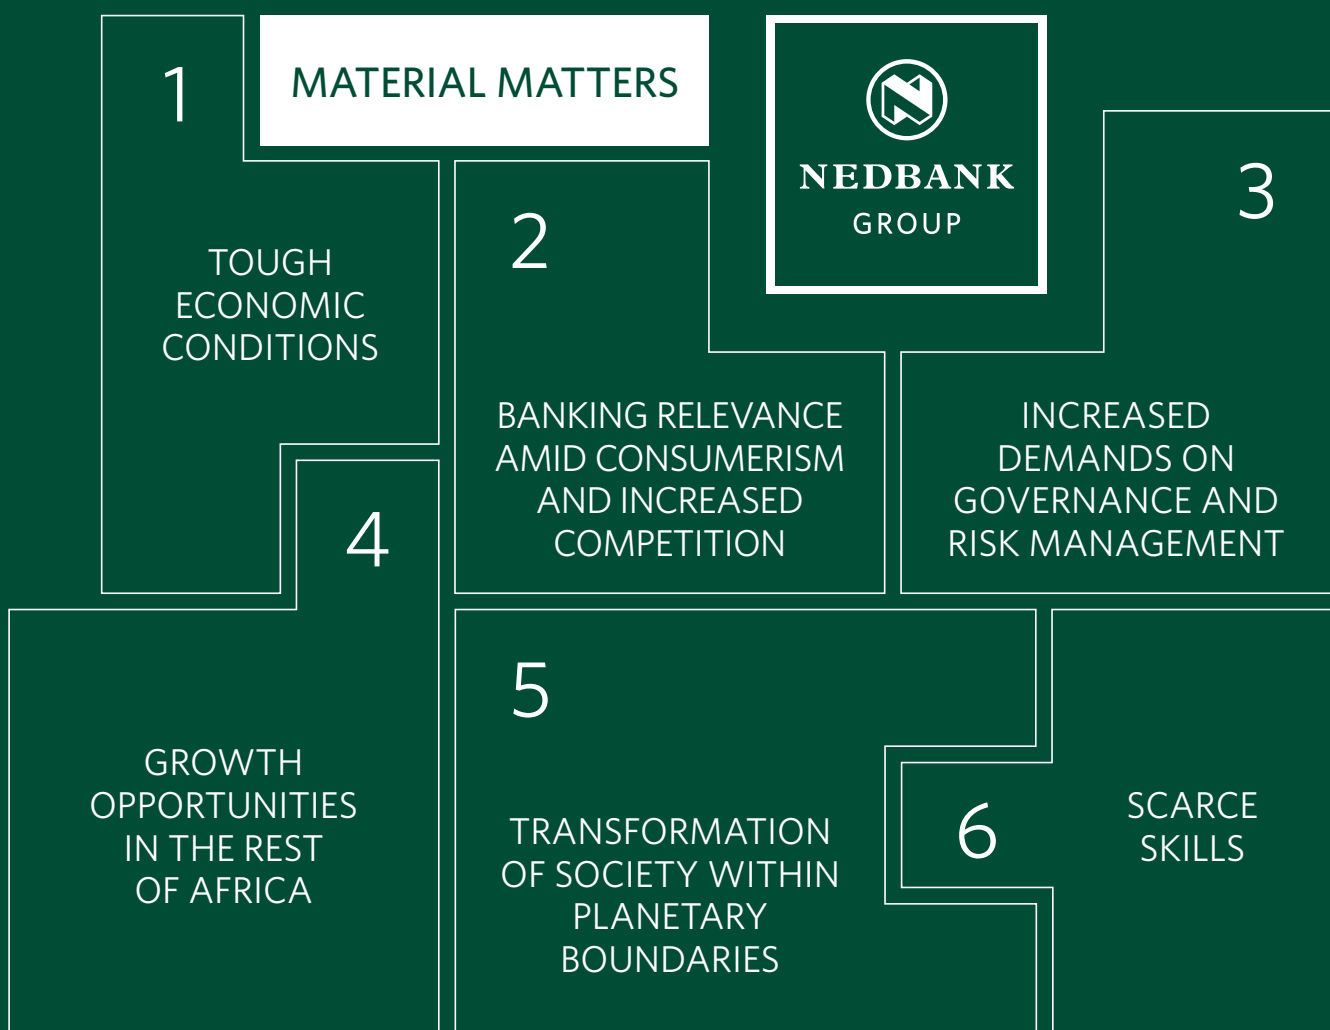 MATERIAL MATTERS
NEDBANK
GROUP
1
TOUGH
ECONOMIC
CONDITIONS
2
BANKING RELEVANCE
AMID CONSUMERISM
AND INCREASED
COMPETITION
3
INCREASED
DEMANDS ON
GOVERNANCE AND
RISK MANAGEMENT
4
GROWTH
OPPORTUNITIES
IN THE REST
OF AFRICA
5
TRANSFORMATION
OF SOCIETY WITHIN
PLANETARY
BOUNDARIES
6
SCARCE
SKILLS